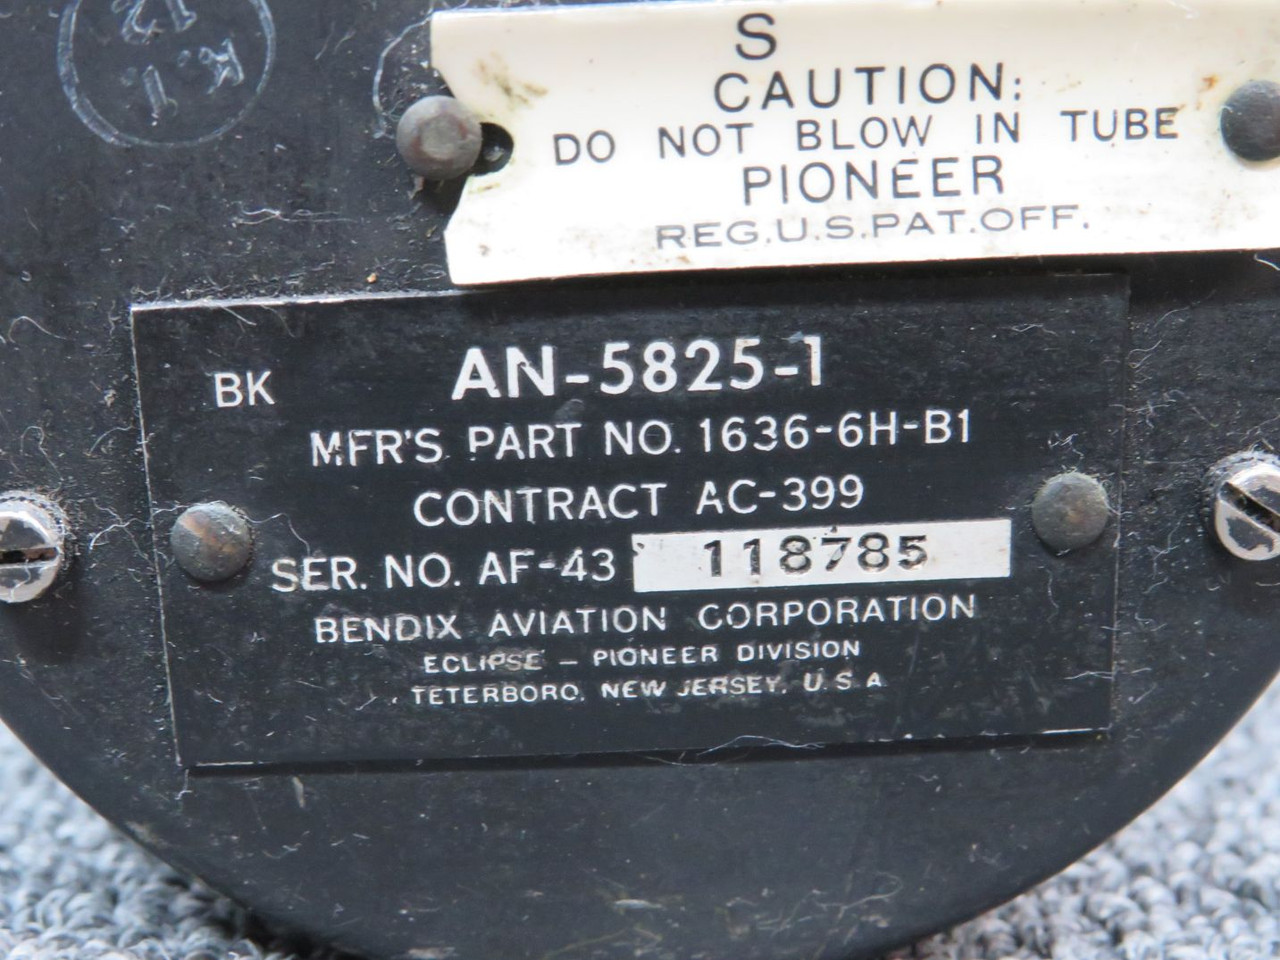 12
K.I.
S
CAUTION:
DO NOT BLOW IN TUBE
PIONEER
REG.U.S.PAT.OFF.
BK AN-5825-1
MFR'S PART NO. 1636-6H-B1
CONTRACT AC-399
SER. NO. AF-43 118785
BENDIX AVIATION CORPORATION
ECLIPSE - PIONEER DIVISION
TETERBORO, NEW JERSEY, U.S.A.